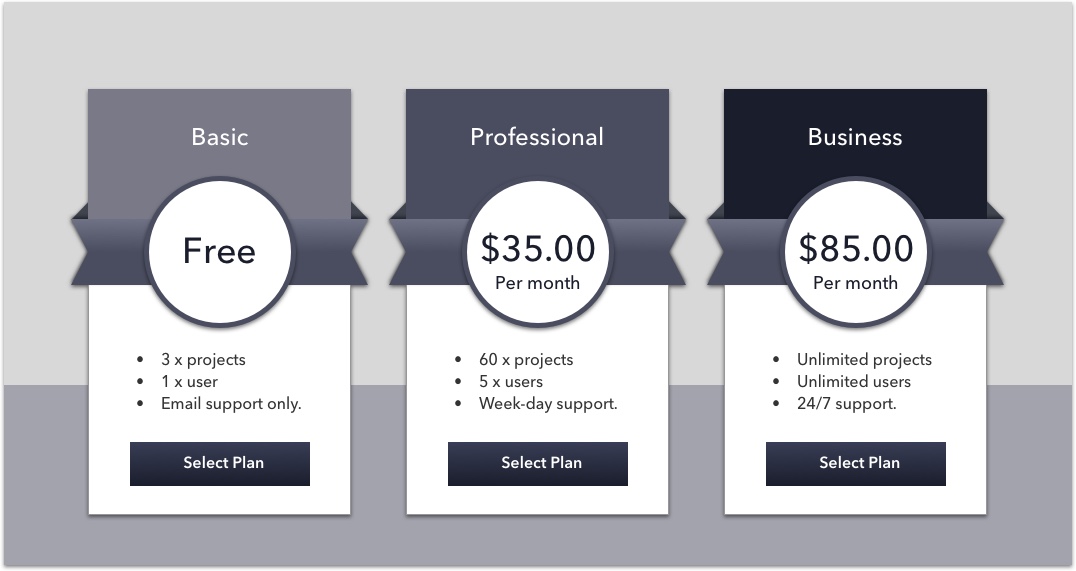 Basic
Free
• 3 x projects
• 1 x user
• Email support only.
Select Plan
Professional
$35.00
Per month
• 60 x projects
• 5 x users
• Week-day support.
Select Plan
Business
$85.00
Per month
• Unlimited projects
• Unlimited users
• 24/7 support.
Select Plan